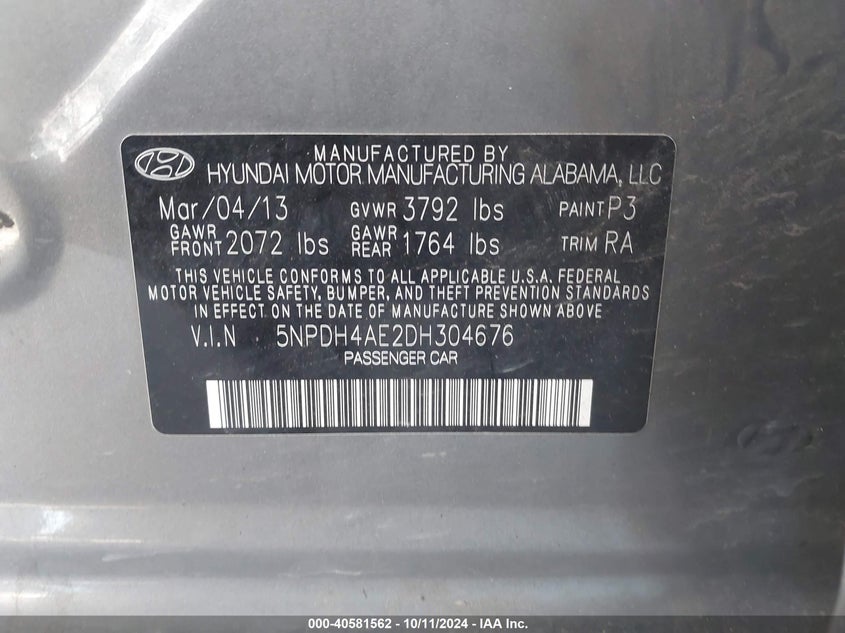 MANUFACTURED BY
HYUNDAI MOTOR MANUFACTURING ALABAMA, LLC
Mar/04/13 GVWR 3792 lbs PAINT P3
GAWR FRONT 2072 lbs GAWR REAR 1764 lbs TRIM RA
THIS VEHICLE CONFORMS TO ALL APPLICABLE U.S.A. FEDERAL
MOTOR VEHICLE SAFETY, BUMPER, AND THEFT PREVENTION STANDARDS
IN EFFECT ON THE DATE OF MANUFACTURE SHOWN ABOVE
V.I.N 5NPDH4AE2DH304676
PASSENGER CAR
000-40581562 - 10/11/2024 - IAAI, Inc.